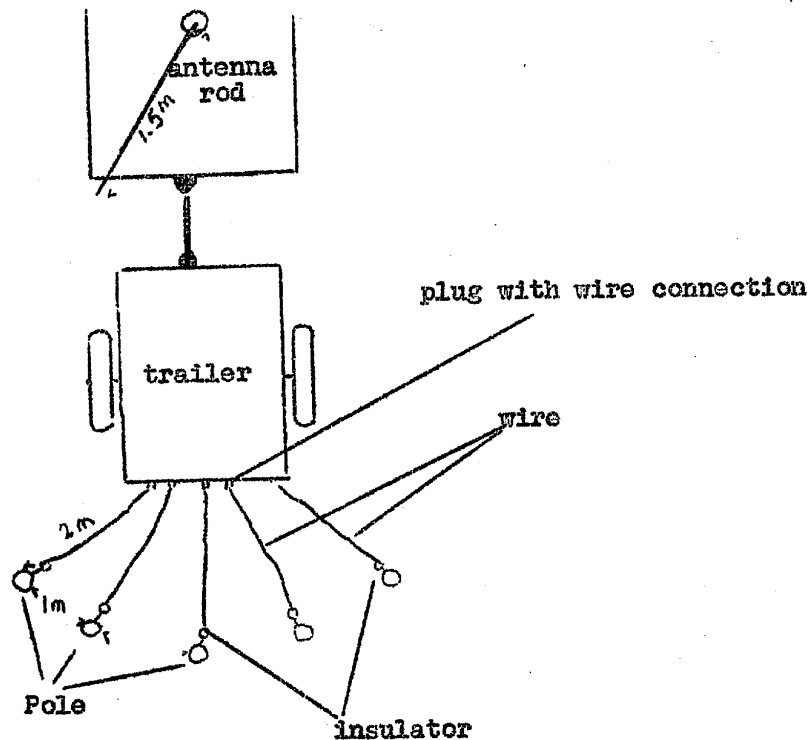 antenna
rod
1.5m
plug with wire connection
trailer
wire
2m
1m
Pole
insulator